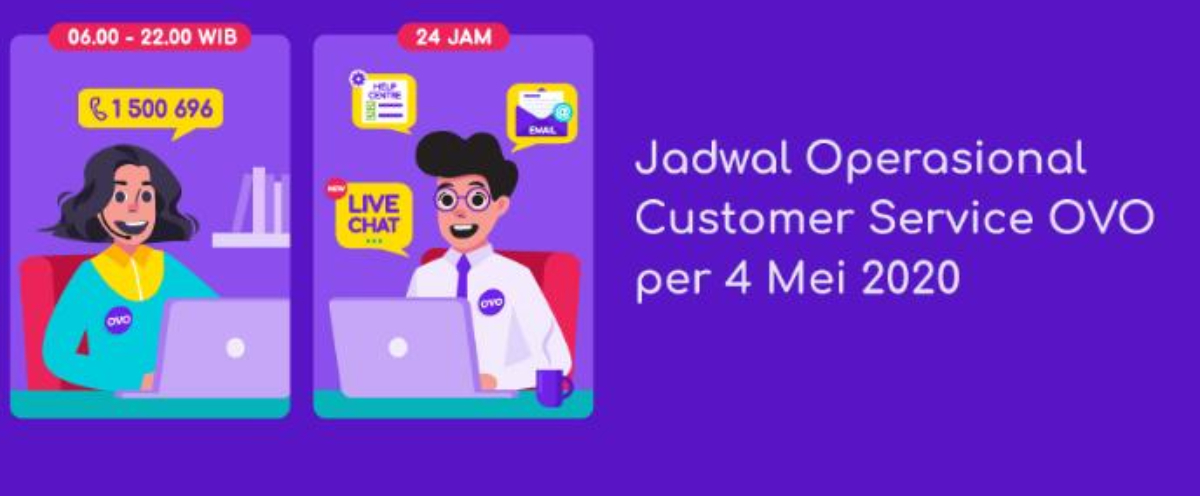 06.00 - 22.00 WIB
1 500 696
OVO
24 JAM
HELP
CENTRE
EMAIL
NEW
LIVE
CHAT
OVO
Jadwal Operasional
Customer Service OVO
per 4 Mei 2020